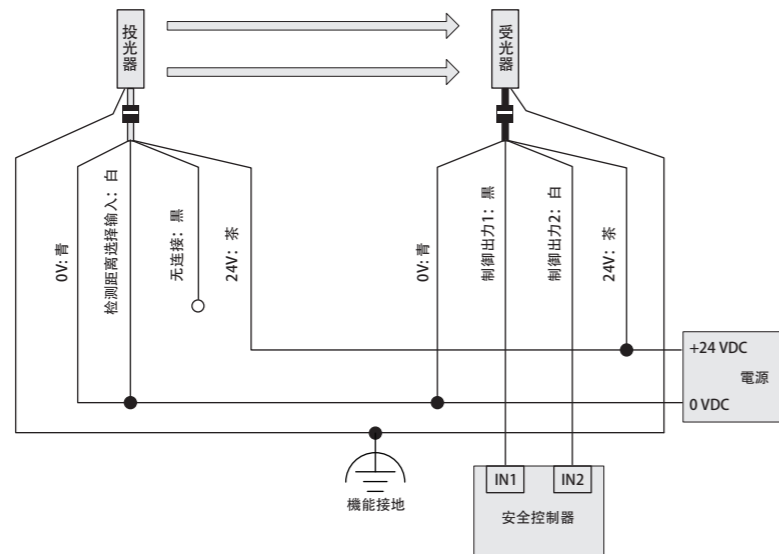 投光器
受光器
0V: 青
检测距离选择输入：白
无连接：黒
24V：茶
0V：青
制御出力1：黒
制御出力2：白
24V：茶
+24 VDC
電源
0 VDC
機能接地
IN1
IN2
安全控制器